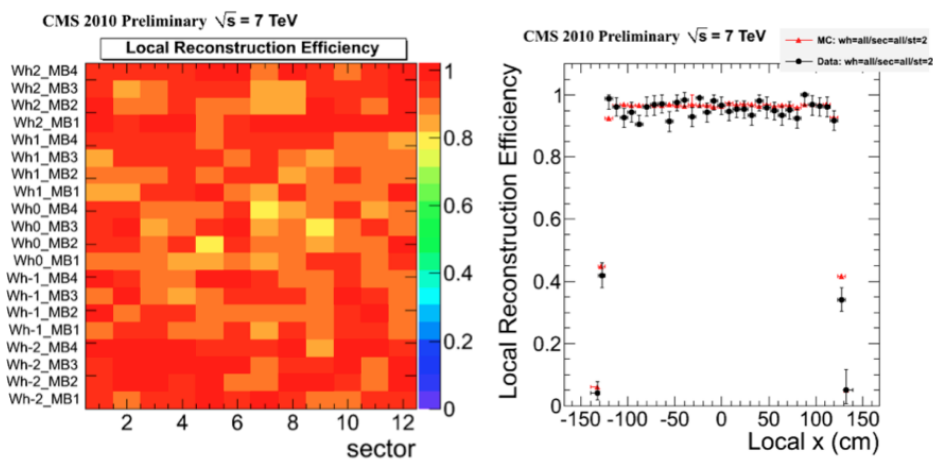 CMS 2010 Preliminary √s = 7 TeV
Local Reconstruction Efficiency
Wh2_MB4
Wh2_MB3
Wh2_MB2
Wh2_MB1
Wh1_MB4
Wh1_MB3
Wh1_MB2
Wh1_MB1
Wh0_MB4
Wh0_MB3
Wh0_MB2
Wh0_MB1
Wh-1_MB4
Wh-1_MB3
Wh-1_MB2
Wh-1_MB1
Wh-2_MB4
Wh-2_MB3
Wh-2_MB2
Wh-2_MB1
2 4 6 8 10 12
sector
1
0.8
0.6
0.4
0.2
0
CMS 2010 Preliminary √s = 7 TeV
MC: wh=all/sec=all/st=2
Data: wh=all/sec=all/st=2
Local Reconstruction Efficiency
1
0.8
0.6
0.4
0.2
0
-150 -100 -50 0 50 100 150
Local x (cm)